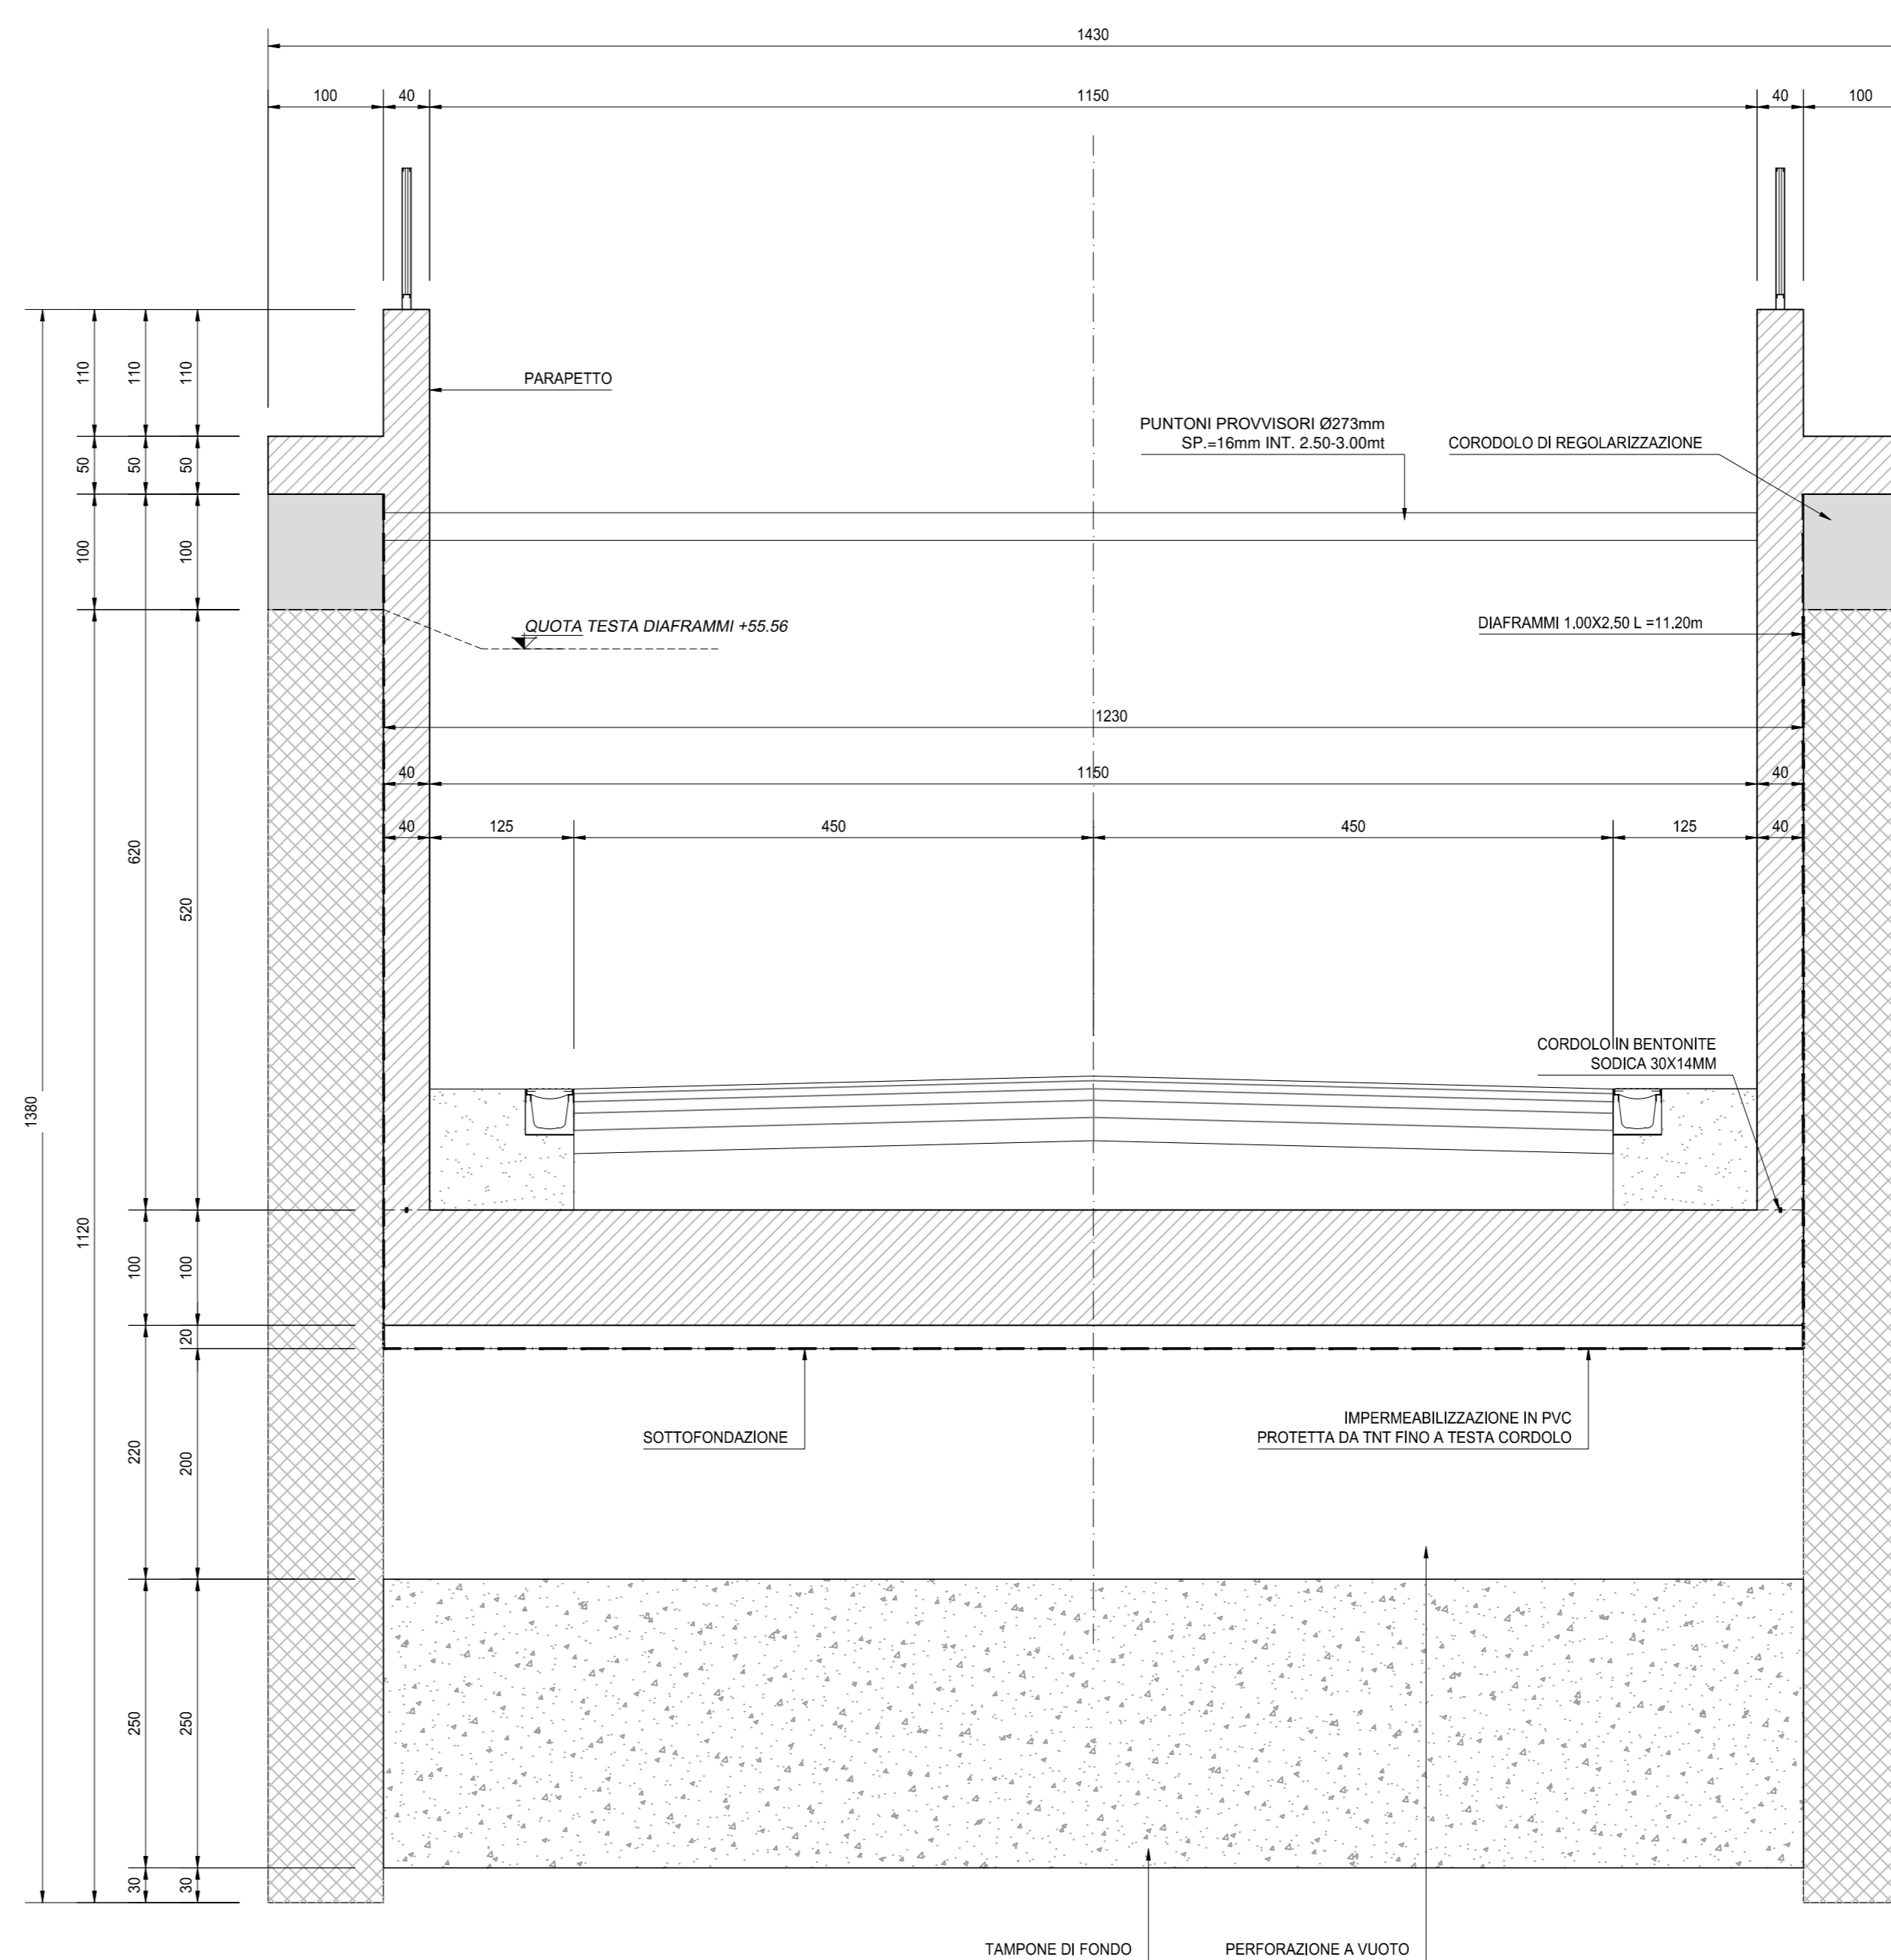 1430
100
40
1150
40
100
110
110
110
PARAPETTO
PUNTONI PROVVISORI Ø273mm
SP.=16mm INT. 2.50-3.00mt
CORODOLO DI REGOLARIZZAZIONE
50
50
50
100
100
QUOTA TESTA DIAFRAMMI +55.56
DIAFRAMMI 1.00X2.50 L =11.20m
1230
40
1150
40
40
125
450
450
125
40
620
520
CORDOLO IN BENTONITE
SODICA 30X14MM
1380
1120
100
100
20
SOTTOFONDAZIONE
IMPERMEABILIZZAZIONE IN PVC
PROTETTA DA TNT FINO A TESTA CORDOLO
220
200
250
250
30
30
TAMPONE DI FONDO
PERFORAZIONE A VUOTO